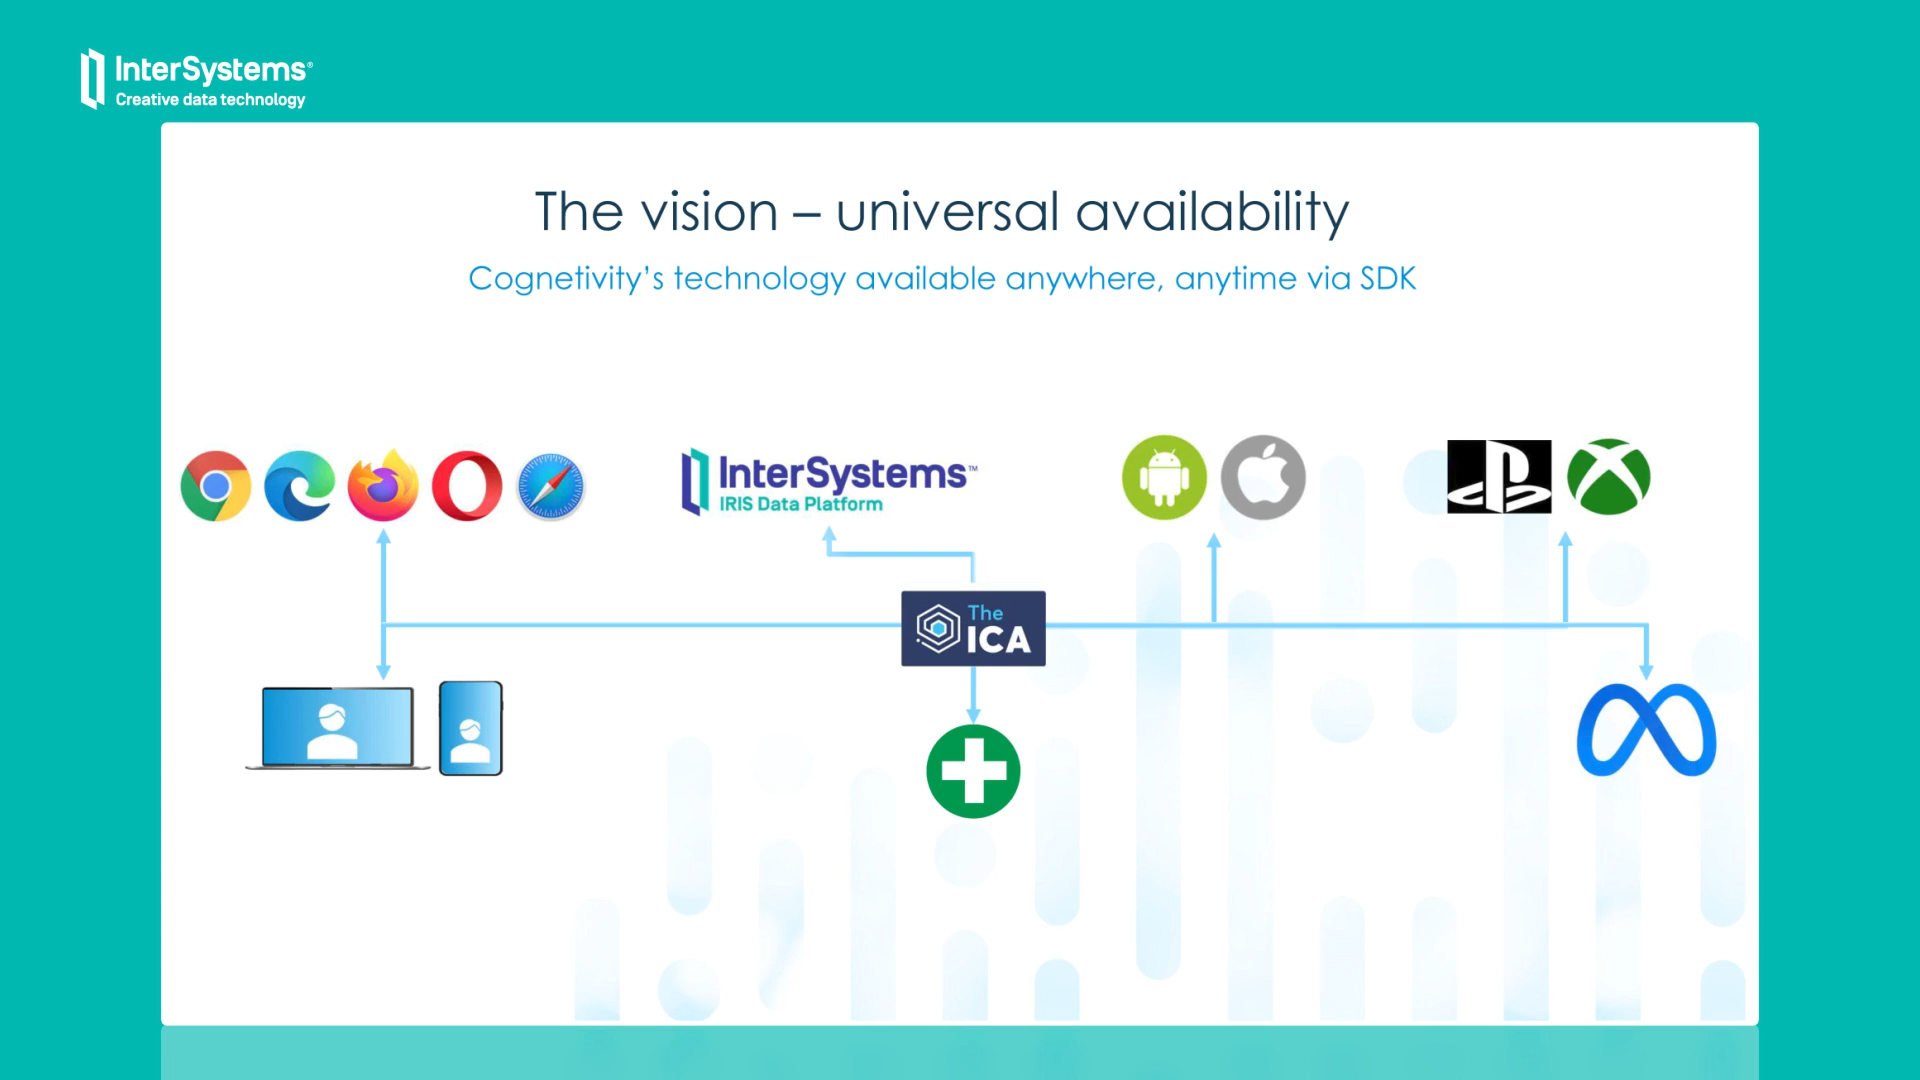 InterSystems®
Creative data technology
The vision – universal availability
Cognetivity's technology available anywhere, anytime via SDK
InterSystems™
IRIS Data Platform
The
ICA